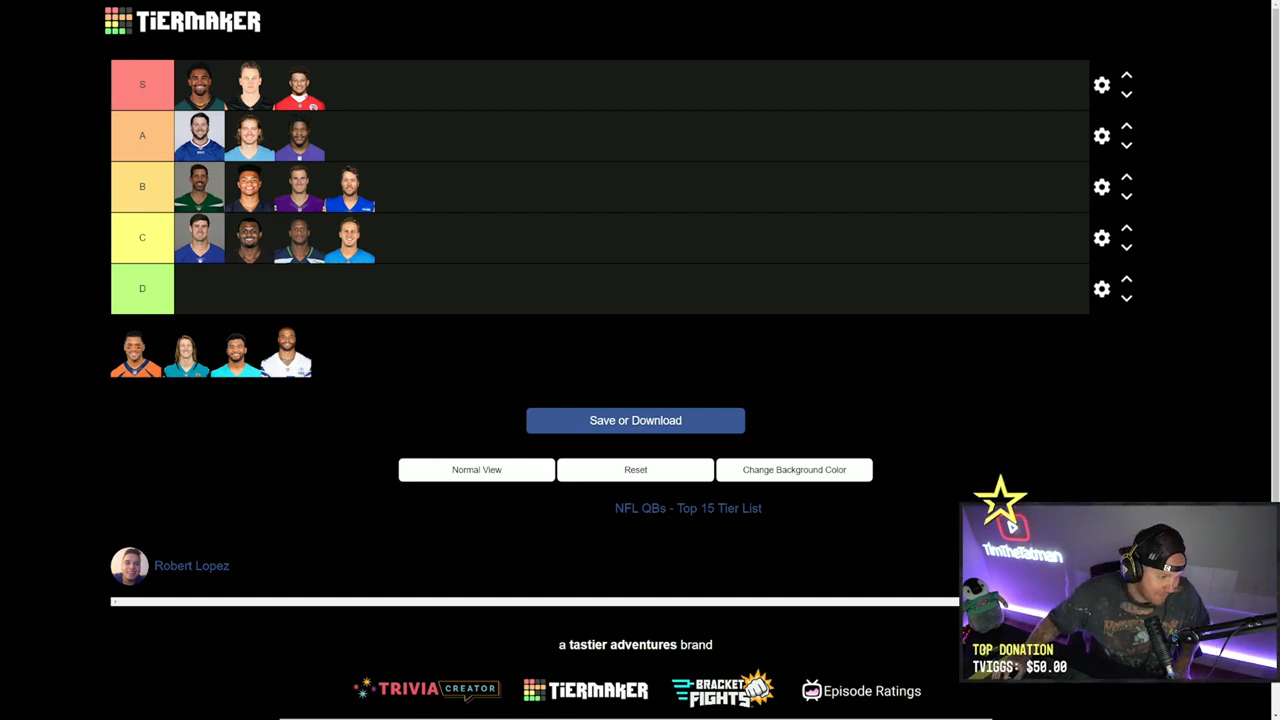 TiERMAKER
S
A
B
C
D
Save or Download
Normal View
Reset
Change Background Color
NFL QBs - Top 15 Tier List
Robert Lopez
TimTheTatman
TOP DONATION
TVIGGS: $50.00
a tastier adventures brand
TRIVIA CREATOR
TiERMAKER
BRACKET FIGHTS
Episode Ratings